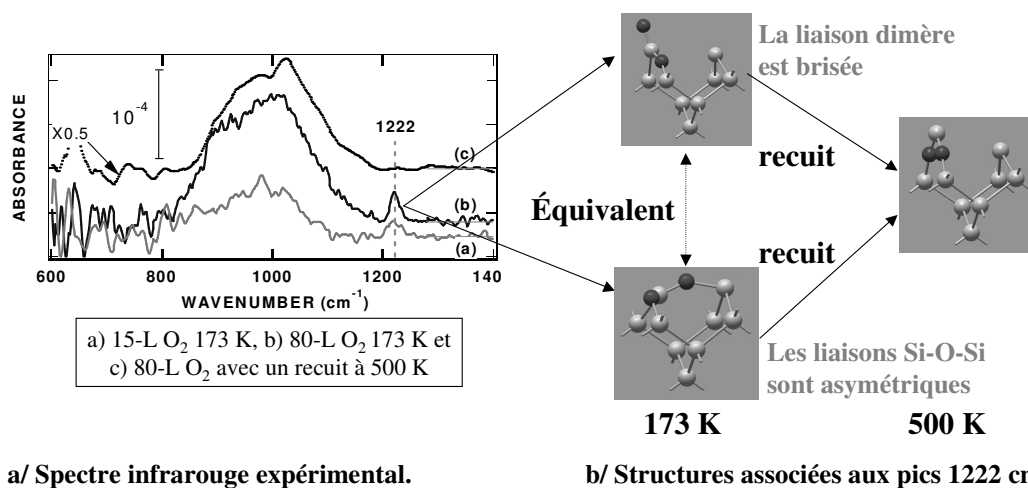 ABSORBANCE
X0.5
10-4
1222
(c)
(b)
(a)
600
800
1000
1200
140
WAVENUMBER (cm-1)
a) 15-L O2 173 K, b) 80-L O2 173 K et
c) 80-L O2 avec un recuit à 500 K
La liaison dimère
est brisée
recuit
Équivalent
recuit
Les liaisons Si-O-Si
sont asymétriques
173 K
500 K
a/ Spectre infrarouge expérimental.
b/ Structures associées aux pics 1222 cm